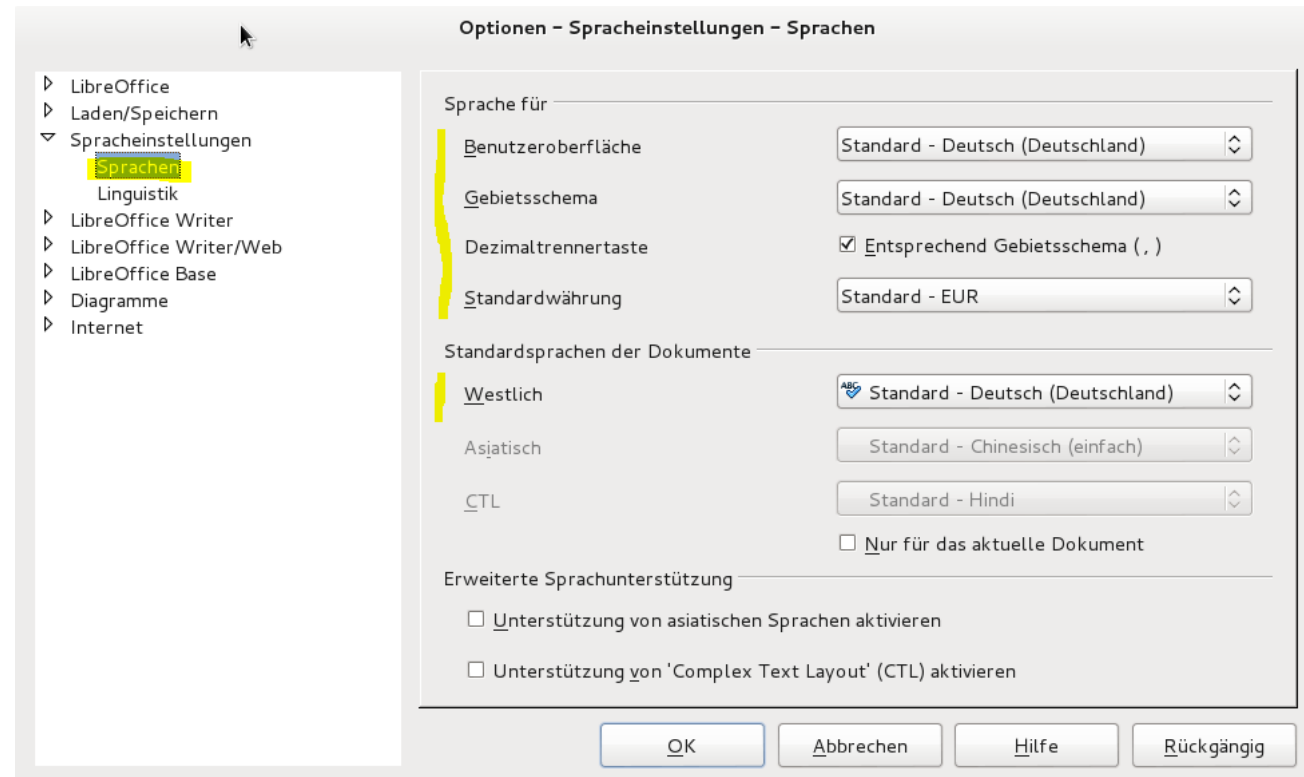 Optionen – Spracheinstellungen – Sprachen
LibreOffice
Laden/Speichern
Spracheinstellungen
Sprachen
Linguistik
LibreOffice Writer
LibreOffice Writer/Web
LibreOffice Base
Diagramme
Internet
Sprache für
Benutzeroberfläche Standard - Deutsch (Deutschland)
Gebietsschema Standard - Deutsch (Deutschland)
Dezimaltrennertaste Entsprechend Gebietsschema ( , )
Standardwährung Standard - EUR
Standardsprachen der Dokumente
Westlich ABC Standard - Deutsch (Deutschland)
Asiatisch Standard - Chinesisch (einfach)
CTL Standard - Hindi
Nur für das aktuelle Dokument
Erweiterte Sprachunterstützung
Unterstützung von asiatischen Sprachen aktivieren
Unterstützung von 'Complex Text Layout' (CTL) aktivieren
OK Abbrechen Hilfe Rückgängig